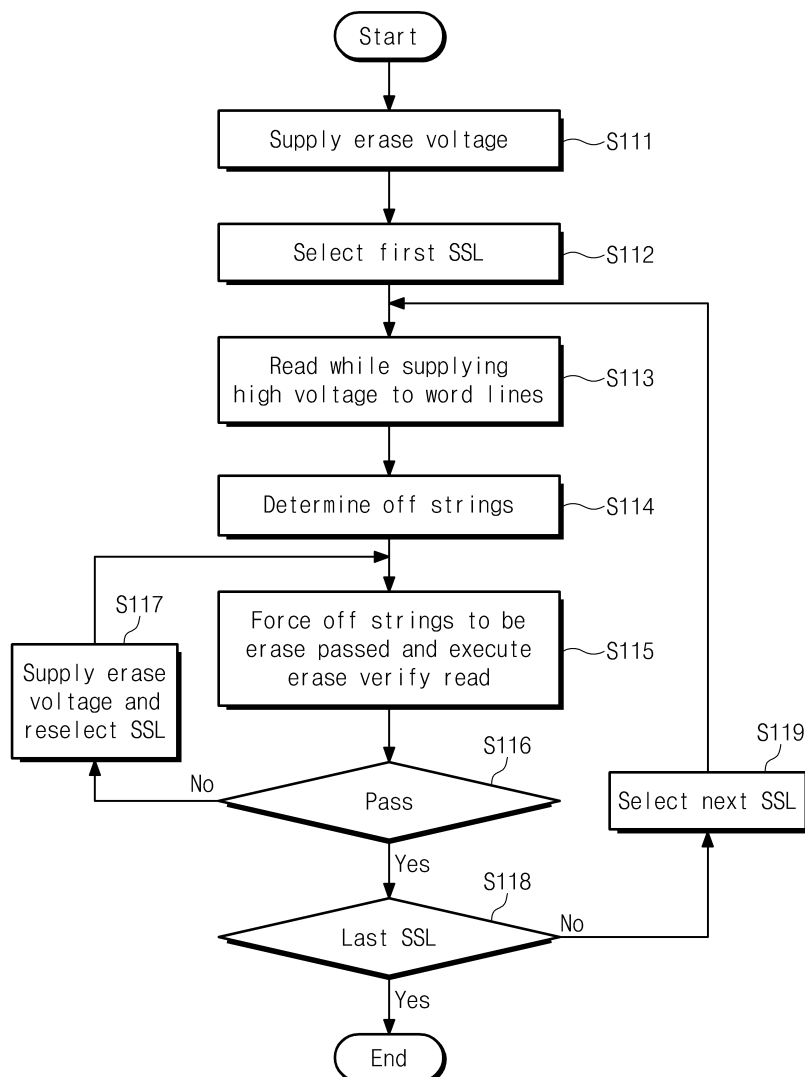 Start
Supply erase voltage
S111
Select first SSL
S112
Read while supplying
high voltage to word lines
S113
Determine off strings
S114
S117
Supply erase
voltage and
reselect SSL
Force off strings to be
erase passed and execute
erase verify read
S115
S116
Pass
No
Yes
S119
Select next SSL
S118
Last SSL
No
Yes
End